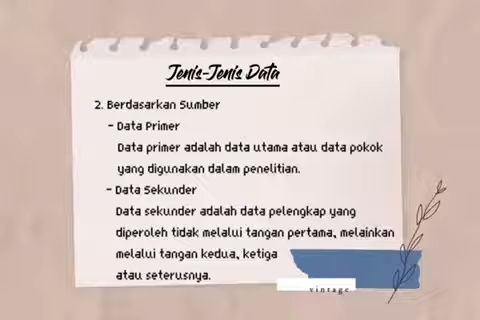 Jenis-Jenis Data
2. Berdasarkan Sumber
- Data Primer
Data primer adalah data utama atau data pokok
yang digunakan dalam penelitian.
- Data Sekunder
Data sekunder adalah data pelengkap yang
diperoleh tidak melalui tangan pertama, melainkan
melalui tangan kedua, ketiga
atau seterusnya.
vintage